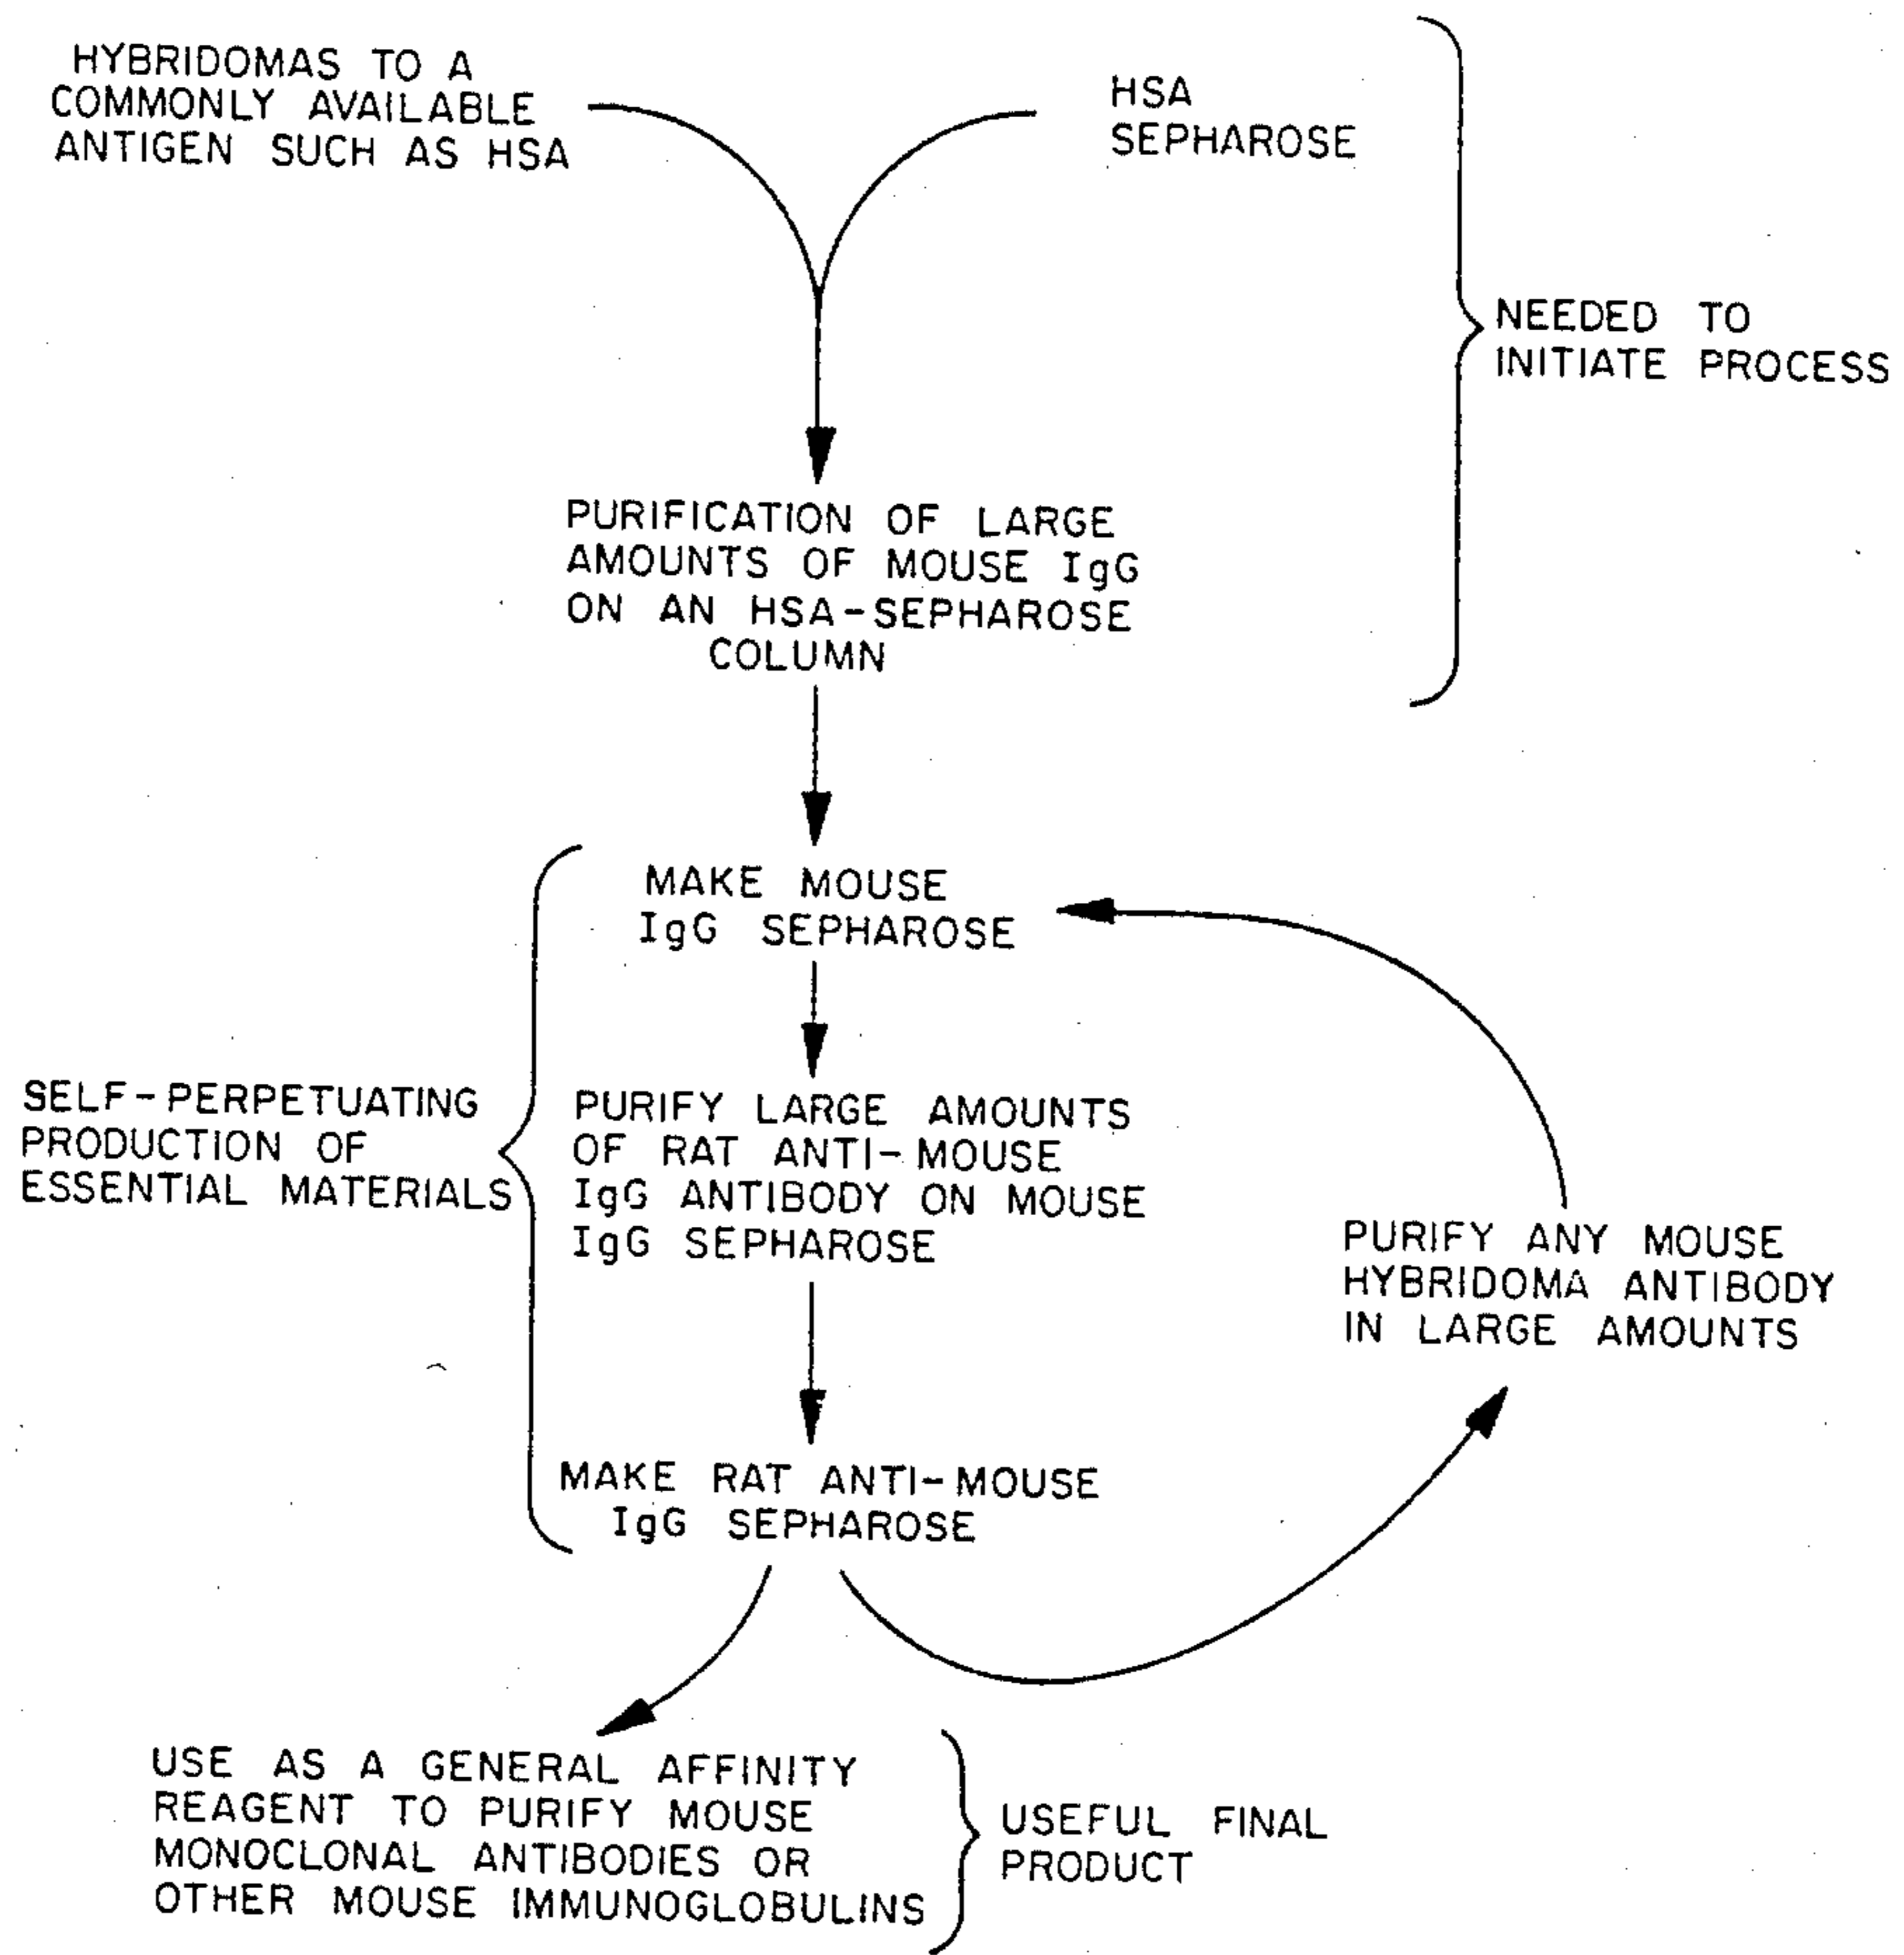 HYBRIDOMAS TO A
COMMONLY AVAILABLE
ANTIGEN SUCH AS HSA
HSA
SEPHAROSE
NEEDED TO
INITIATE PROCESS
PURIFICATION OF LARGE
AMOUNTS OF MOUSE IgG
ON AN HSA-SEPHAROSE
COLUMN
MAKE MOUSE
IgG SEPHAROSE
SELF-PERPETUATING
PRODUCTION OF
ESSENTIAL MATERIALS
PURIFY LARGE AMOUNTS
OF RAT ANTI-MOUSE
IgG ANTIBODY ON MOUSE
IgG SEPHAROSE
PURIFY ANY MOUSE
HYBRIDOMA ANTIBODY
IN LARGE AMOUNTS
MAKE RAT ANTI-MOUSE
IgG SEPHAROSE
USE AS A GENERAL AFFINITY
REAGENT TO PURIFY MOUSE
MONOCLONAL ANTIBODIES OR
OTHER MOUSE IMMUNOGLOBULINS
USEFUL FINAL
PRODUCT